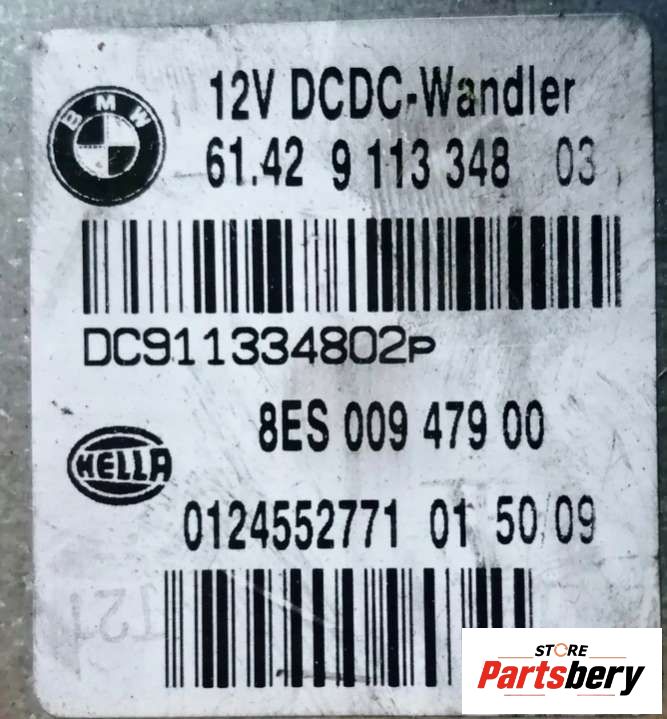 BMW
12V DCDC-Wandler
61.42 9 113 348 03
DC911334802P
8ES 009 479 00
HELLA
0124552771 01 50/09
STORE
Partsbery